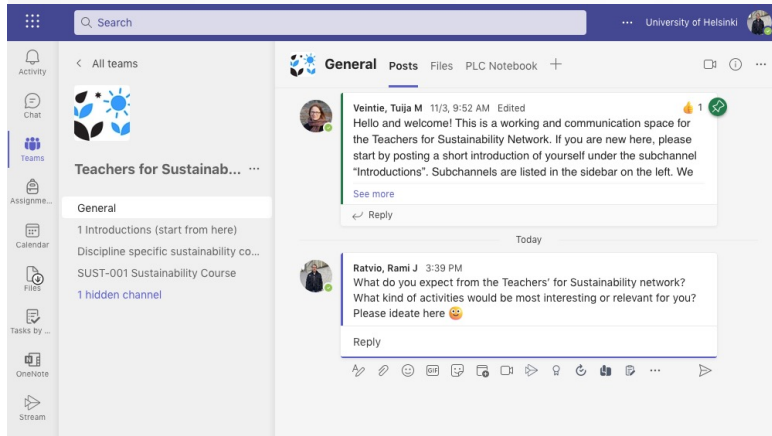 Search
University of Helsinki
Activity
Chat
Teams
Assignme...
Calendar
Files
Tasks by ...
OneNote
Stream
All teams
Teachers for Sustainab...
General
1 Introductions (start from here)
Discipline specific sustainability co...
SUST-001 Sustainability Course
1 hidden channel
General Posts Files PLC Notebook
Veintie, Tuija M 11/3, 9:52 AM Edited 1
Hello and welcome! This is a working and communication space for
the Teachers for Sustainability Network. If you are new here, please
start by posting a short introduction of yourself under the subchannel
"Introductions". Subchannels are listed in the sidebar on the left. We
See more
Reply
Today
Ratvio, Rami J 3:39 PM
What do you expect from the Teachers' for Sustainability network?
What kind of activities would be most interesting or relevant for you?
Please ideate here
Reply
GIF